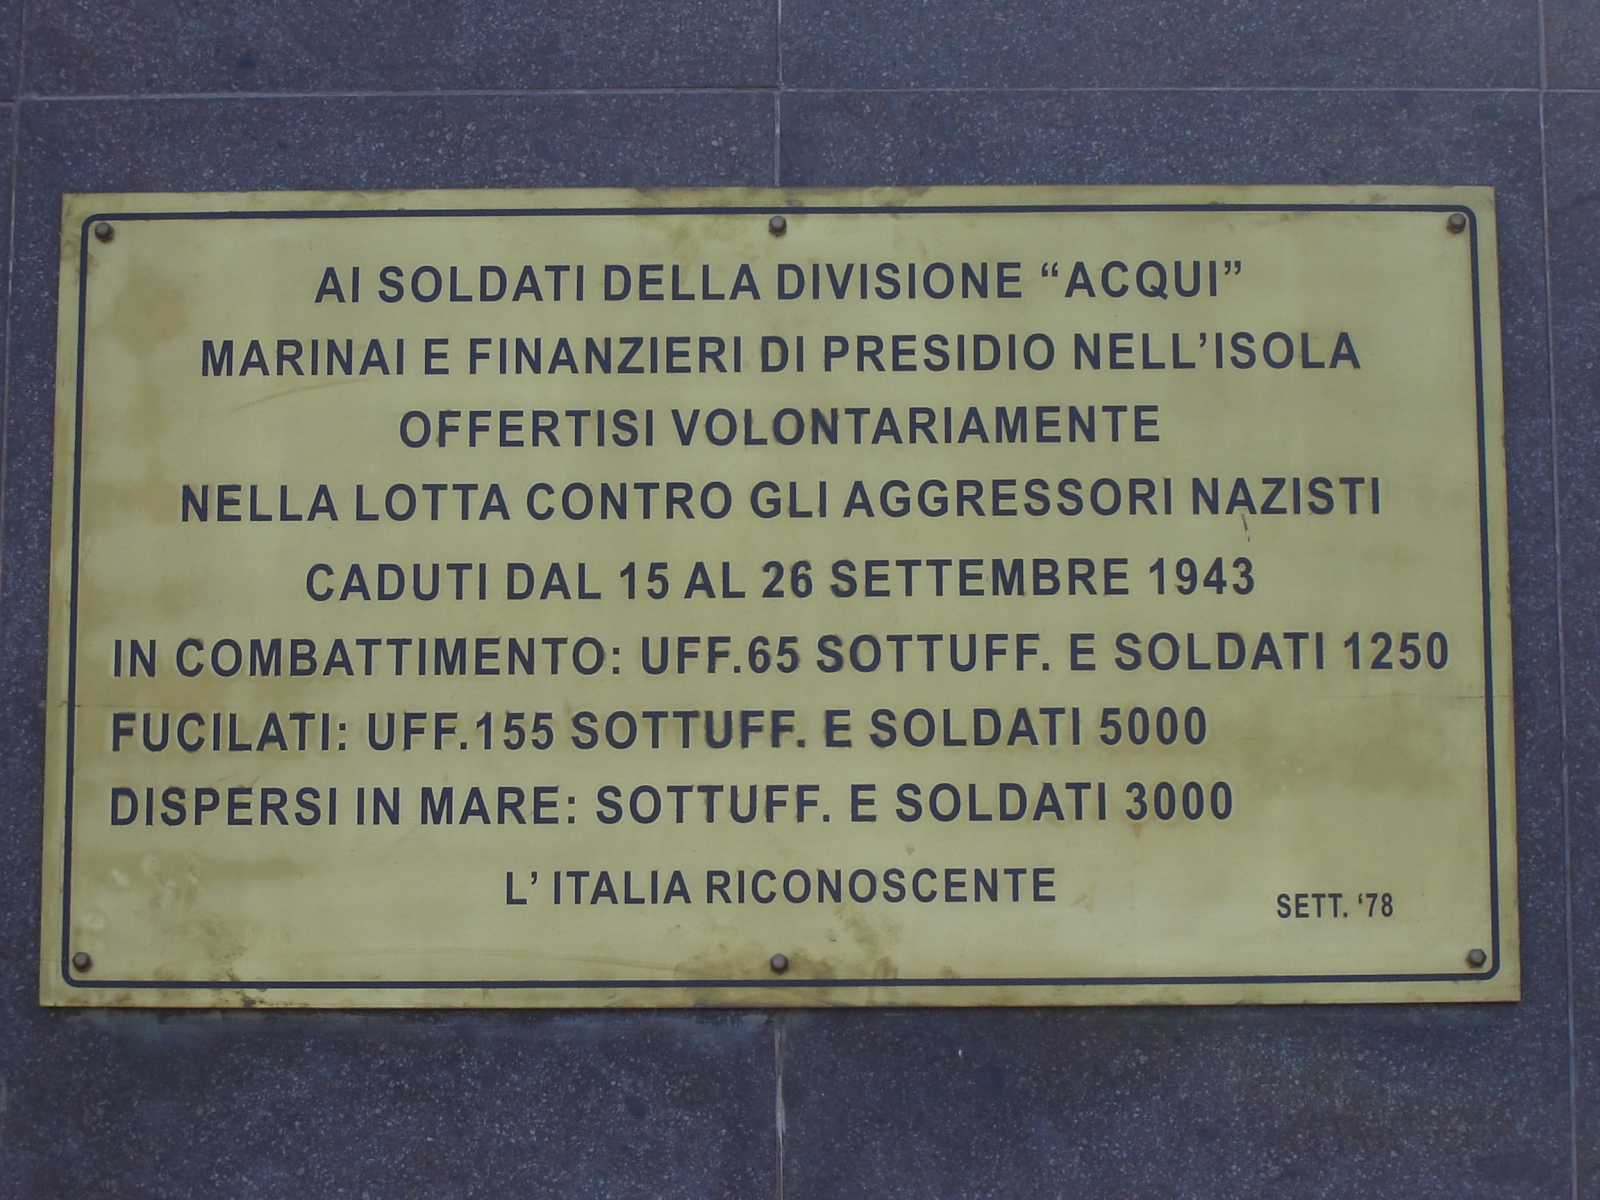 AI SOLDATI DELLA DIVISIONE “ACQUI”
MARINAI E FINANZIERI DI PRESIDIO NELL’ISOLA
OFFERTISI VOLONTARIAMENTE
NELLA LOTTA CONTRO GLI AGGRESSORI NAZISTI
CADUTI DAL 15 AL 26 SETTEMBRE 1943
IN COMBATTIMENTO: UFF.65 SOTTUFF. E SOLDATI 1250
FUCILATI: UFF.155 SOTTUFF. E SOLDATI 5000
DISPERSI IN MARE: SOTTUFF. E SOLDATI 3000
L’ ITALIA RICONOSCENTE
SETT. ‘78